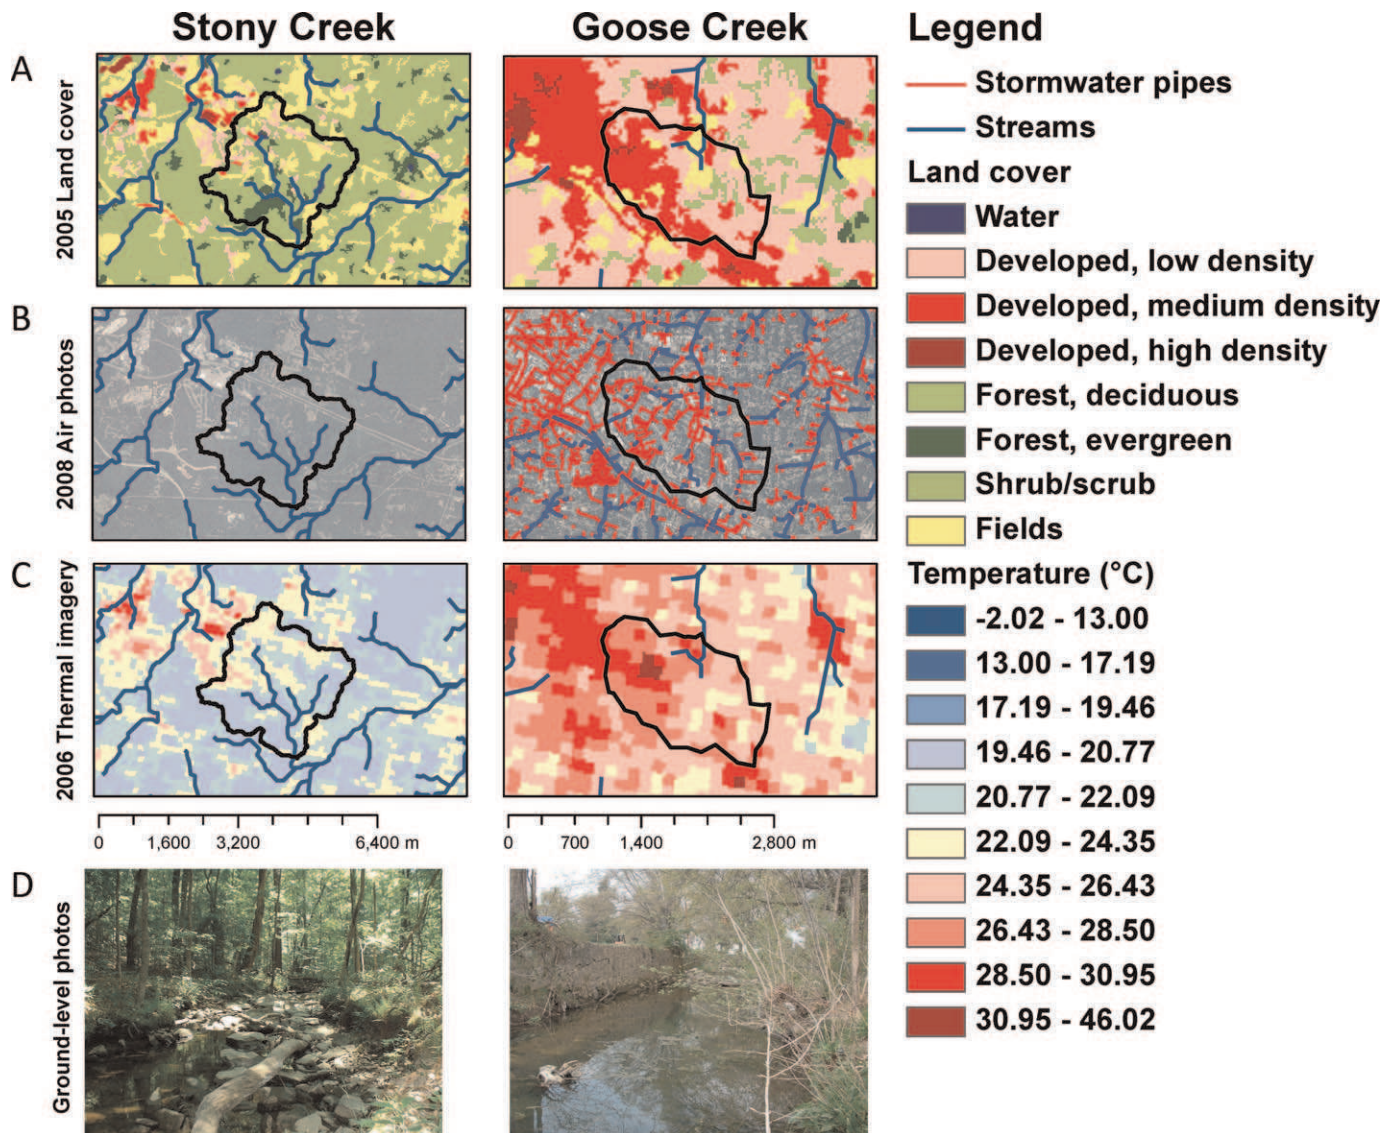 Stony Creek
Goose Creek
Legend
A
2005 Land cover
Stormwater pipes
Streams
Land cover
Water
Developed, low density
Developed, medium density
Developed, high density
Forest, deciduous
Forest, evergreen
Shrub/scrub
Fields
B
2008 Air photos
C
2006 Thermal imagery
Temperature (°C)
-2.02 - 13.00
13.00 - 17.19
17.19 - 19.46
19.46 - 20.77
20.77 - 22.09
22.09 - 24.35
24.35 - 26.43
26.43 - 28.50
28.50 - 30.95
30.95 - 46.02
0 1,600 3,200 6,400 m
0 700 1,400 2,800 m
D
Ground-level photos